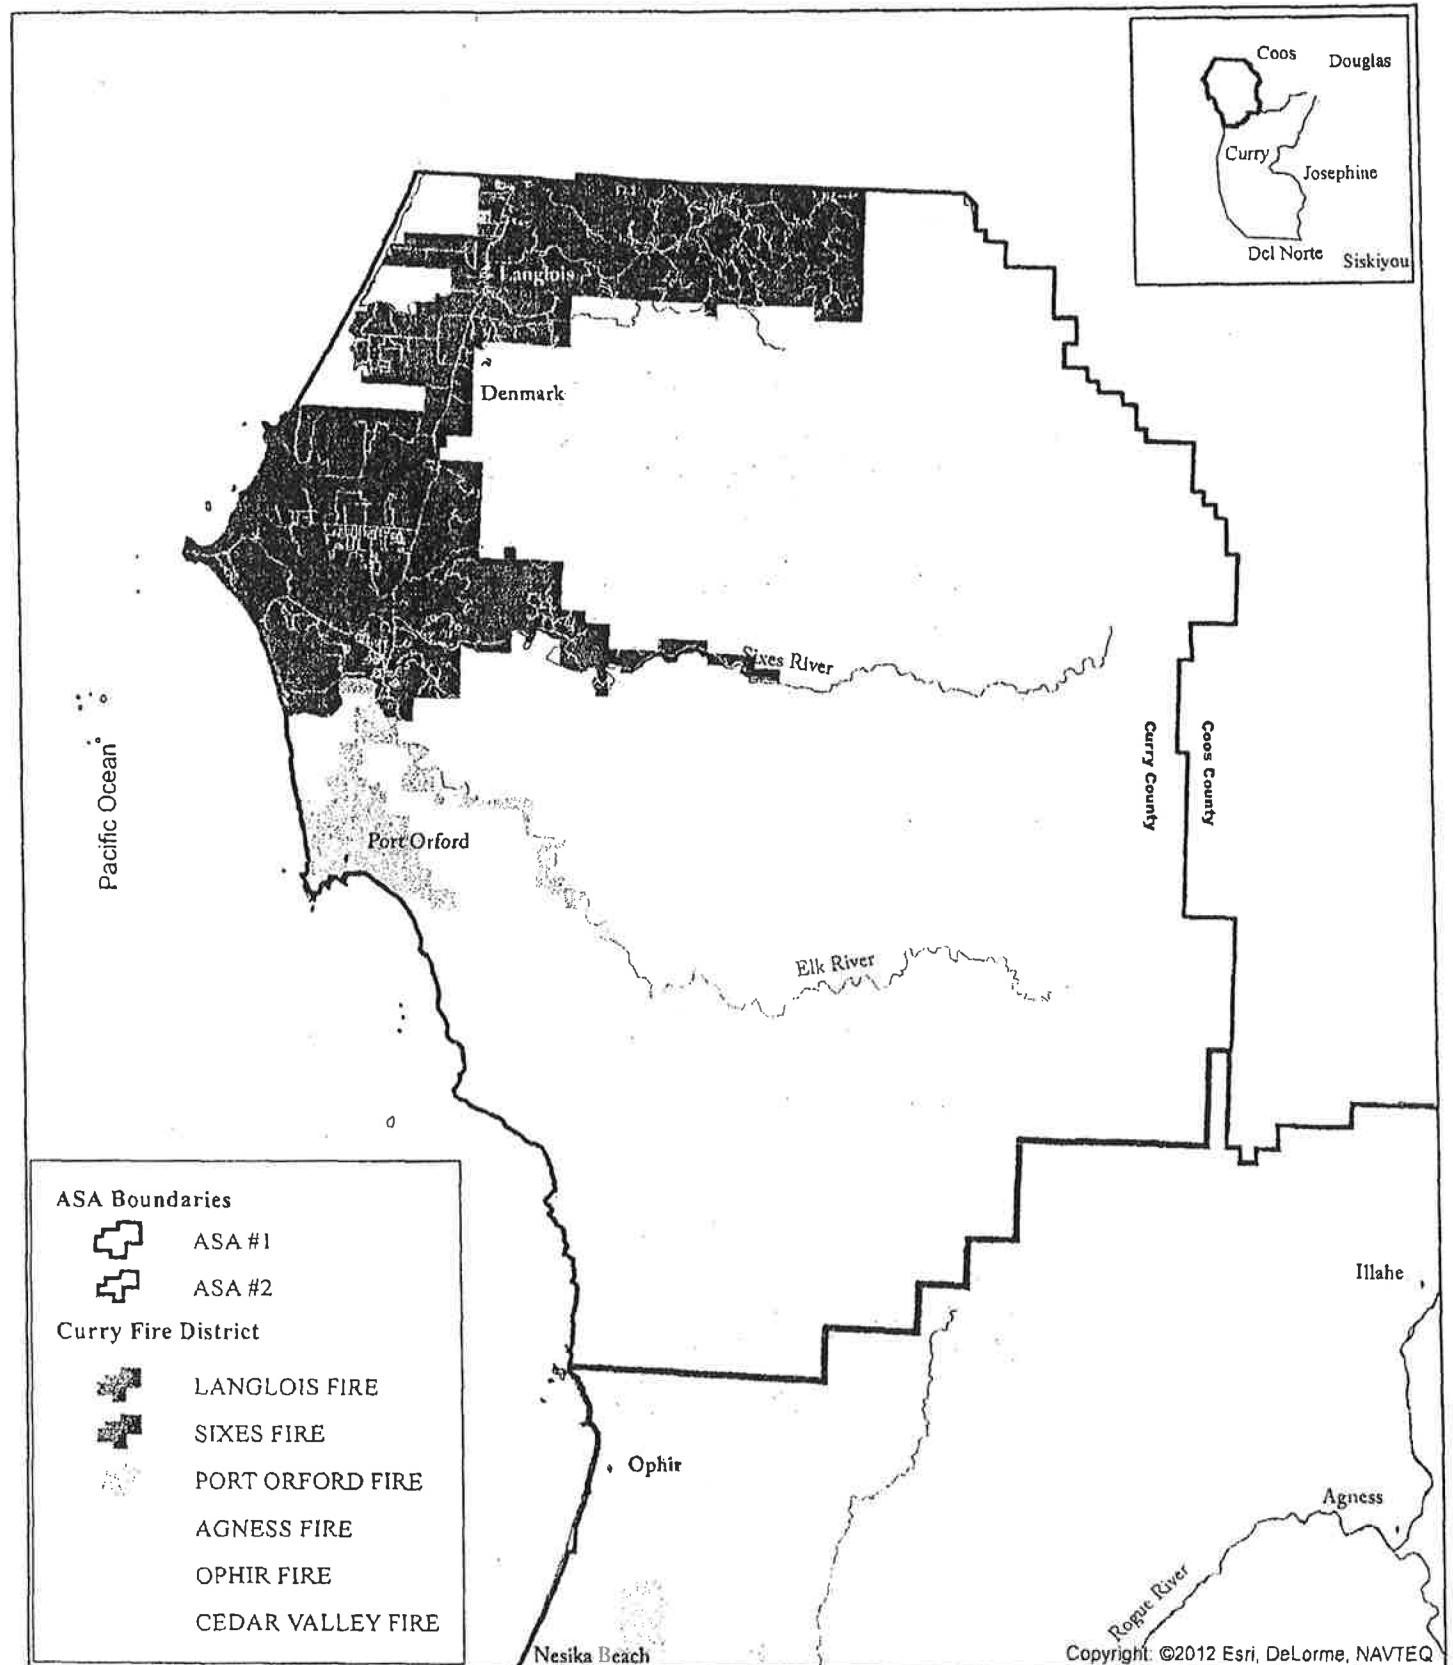 Coos
Douglas
Curry
Josephine
Del Norte
Siskiyou
Langlois
Denmark
Sixes River
Curry County
Coos County
Pacific Ocean
Port Orford
Elk River
ASA Boundaries
ASA #1
ASA #2
Curry Fire District
LANGLOIS FIRE
SIXES FIRE
PORT ORFORD FIRE
AGNESS FIRE
OPHIR FIRE
CEDAR VALLEY FIRE
Illahe
Ophir
Agness
Rogue River
Nesika Beach
Copyright: ©2012 Esri, DeLorme, NAVTEQ